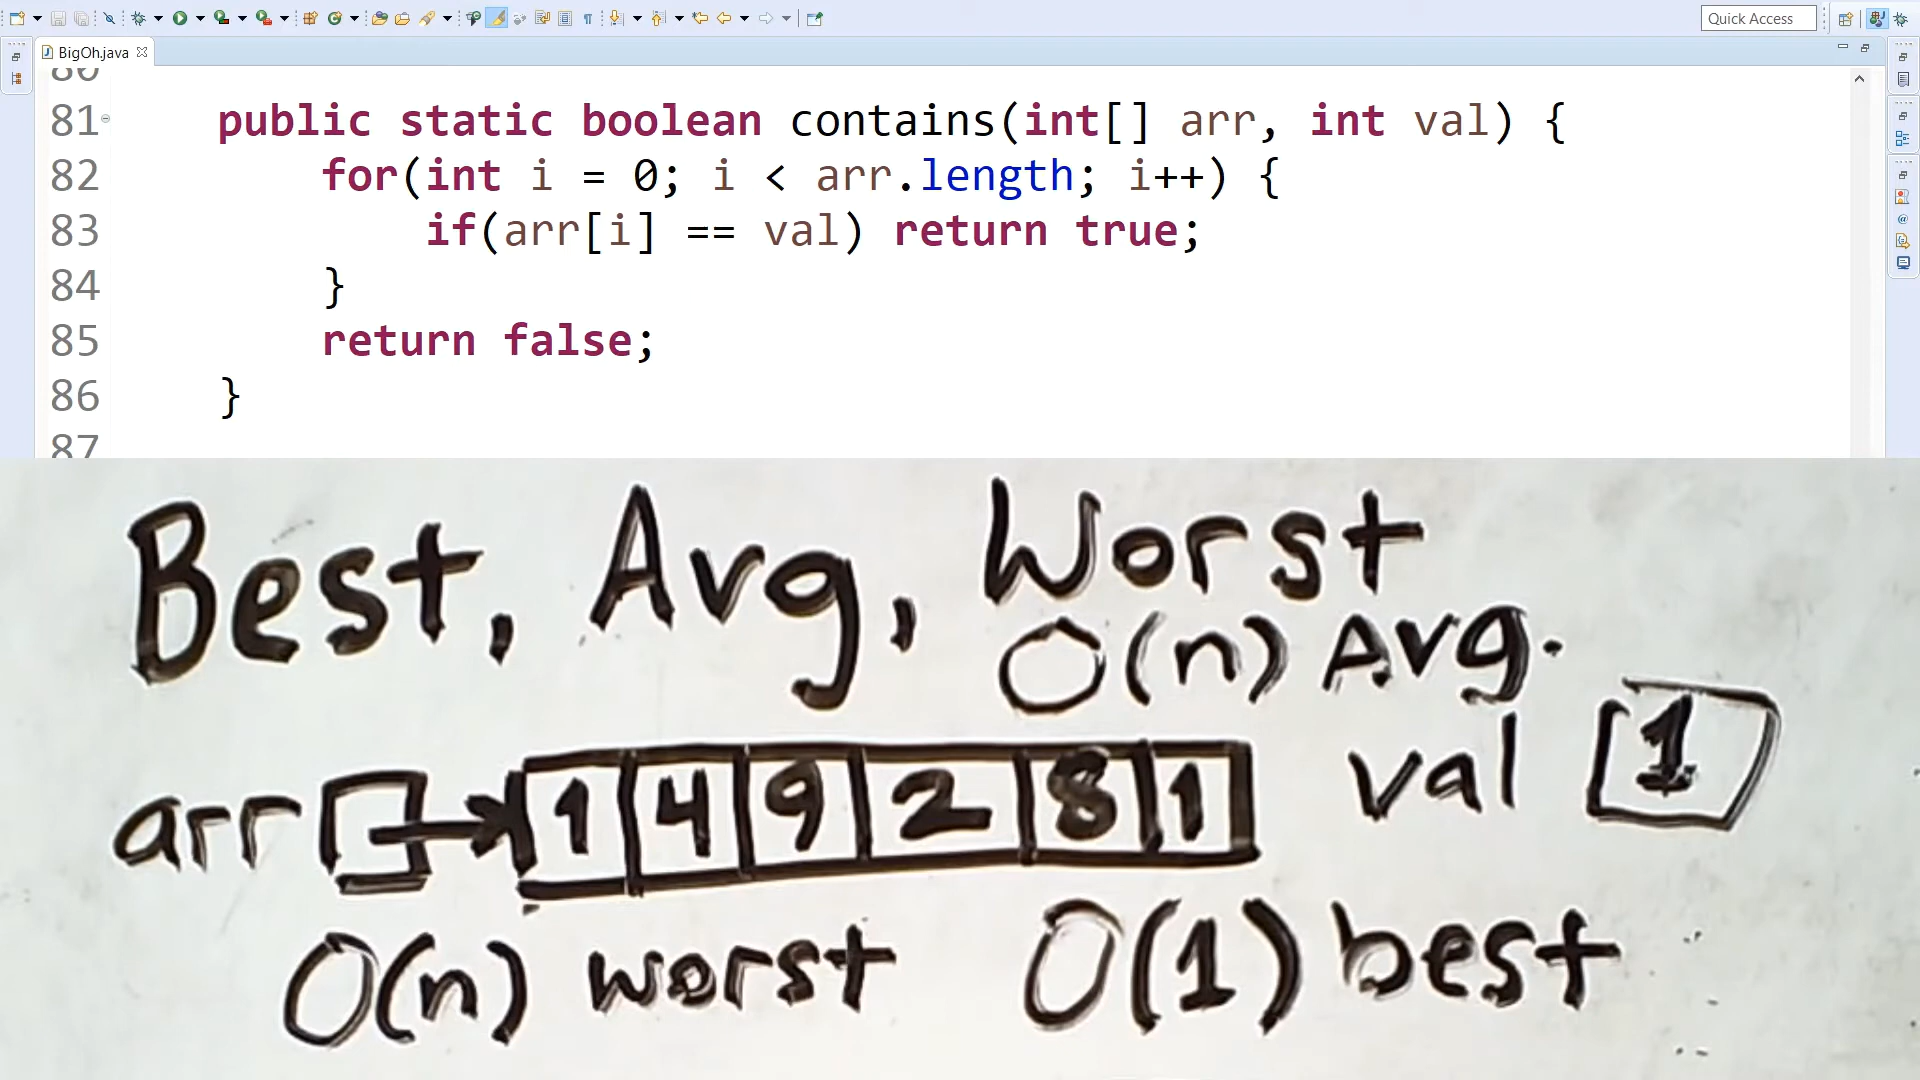 Quick Access
BigOh.java
80
81 public static boolean contains(int[] arr, int val) {
82 for(int i = 0; i < arr.length; i++) {
83 if(arr[i] == val) return true;
84 }
85 return false;
86 }
87
Best, Avg, Worst
O(n) Avg.
arr 1 4 9 2 8 1 val 1
O(n) worst O(1) best